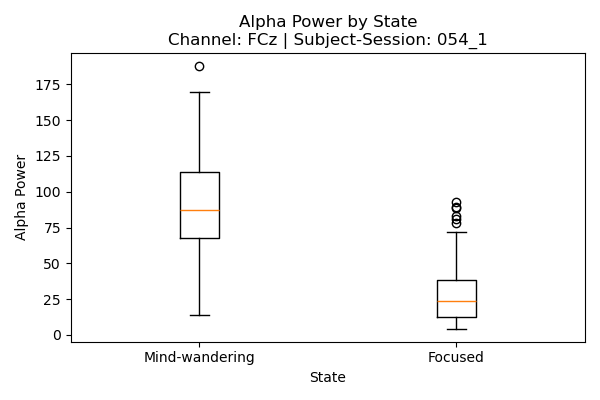 Alpha Power by State
Channel: FCz | Subject-Session: 054_1
Alpha Power
175
150
125
100
75
50
25
0
Mind-wandering
Focused
State